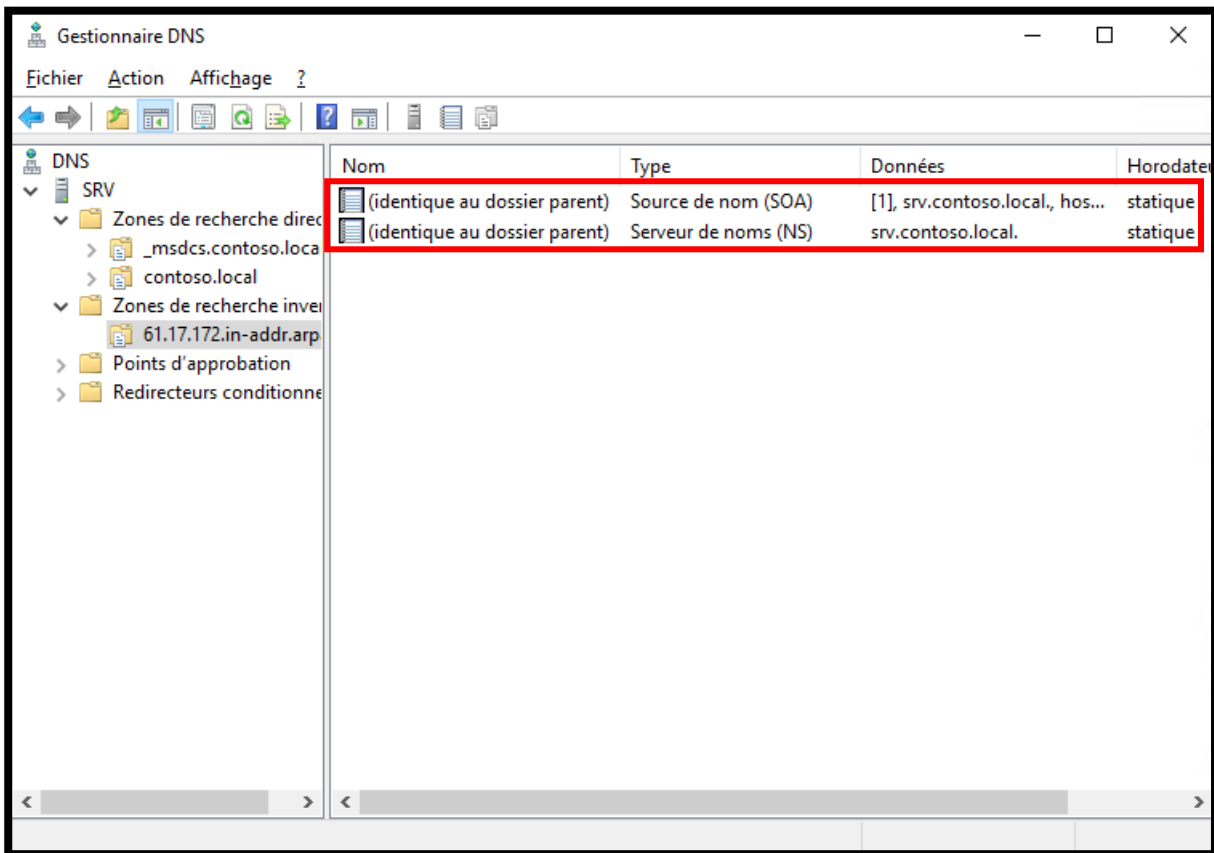 Gestionnaire DNS
Fichier Action Affichage ?
DNS
SRV
Zones de recherche direc
_msdcs.contoso.loca
contoso.local
Zones de recherche inver
61.17.172.in-addr.arp
Points d'approbation
Redirecteurs conditionne
Nom Type Données Horodate
(identique au dossier parent) Source de nom (SOA) [1], srv.contoso.local., hos... statique
(identique au dossier parent) Serveur de noms (NS) srv.contoso.local. statique